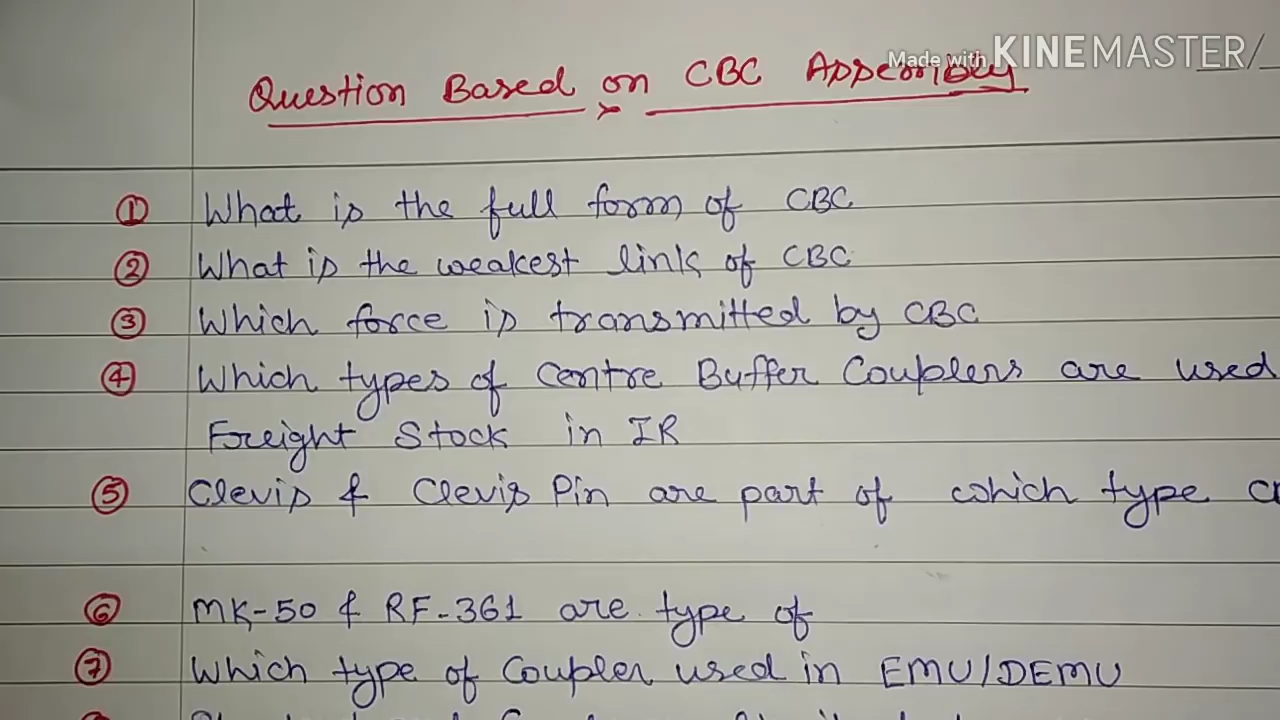 Made with KINEMASTER
Question Based on CBC Assembly
① What is the full form of CBC
② What is the weakest link of CBC
③ Which force is transmitted by CBC
④ Which types of Centre Buffer Couplers are used
Freight Stock in IR
⑤ Clevis & Clevis Pin are part of which type
⑥ MK-50 & RF-361 are type of
⑦ Which type of Coupler used in EMU/DEMU